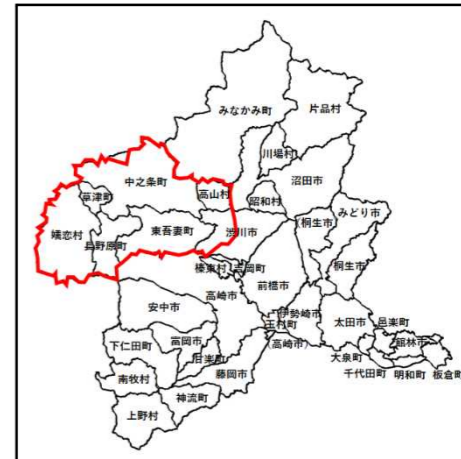 みなかみ町
片品村
川場村
中之条町
沼田市
草津町
高山村
昭和村
みどり市
嬬恋村
東吾妻町
渋川市
桐生市
長野原町
榛東村
吉岡町
桐生市
前橋市
高崎市
安中市
伊勢崎市
玉村町
太田市
邑楽町
富岡市
(高崎市)
館林市
下仁田町
甘楽町
大泉町
藤岡市
千代田町
明和町
板倉町
南牧村
神流町
上野村